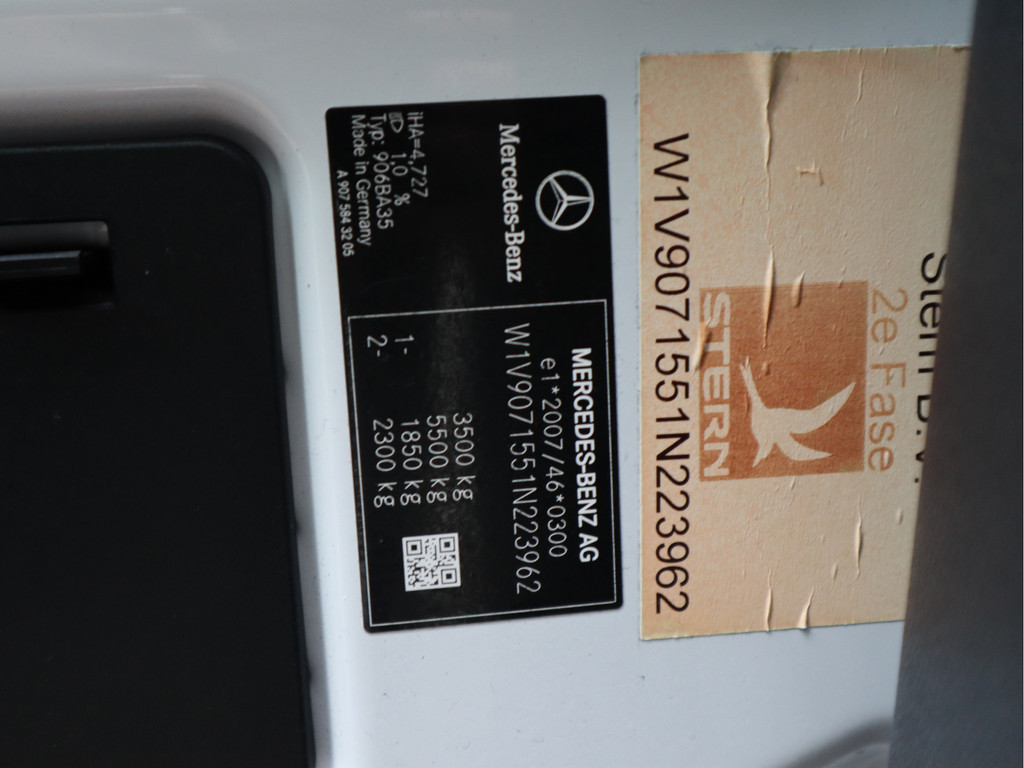 Mercedes-Benz
iHA=4,727
1,0 %
Typ: 906BA35
Made in Germany
A 907 584 32 05
MERCEDES-BENZ AG
e1*2007/46*0300
W1V9071551N223962
3500 kg
5500 kg
1- 1850 kg
2- 2300 kg
2e Fase
STERN
W1V9071551N223962